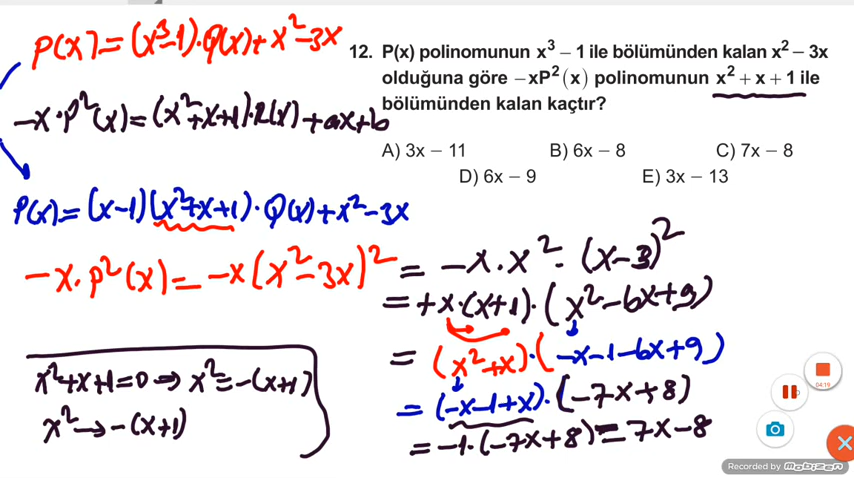 P(x) = (x³-1).Q(x) + x² - 3x
-x.P²(x) = (x²+x+1).R(x) + ax+b
P(x) = (x-1)(x²+x+1).Q(x) + x² - 3x
-x.P²(x) = -x(x² - 3x)²
x²+x+1=0 ⇒ x² = -(x+1)
x² → -(x+1)
12. P(x) polinomunun x³ – 1 ile bölümünden kalan x² – 3x
olduğuna göre –xP²(x) polinomunun x² + x + 1 ile
bölümünden kalan kaçtır?
A) 3x – 11 B) 6x – 8 C) 7x – 8
D) 6x – 9 E) 3x – 13
= -x.x² . (x-3)²
= +x.(x+1).(x² - 6x+9)
= (x²+x).(-x-1-6x+9)
= (-x-1+x).(-7x+8)
= -1.(-7x+8) = 7x-8
04:19
Recorded by Mobizen